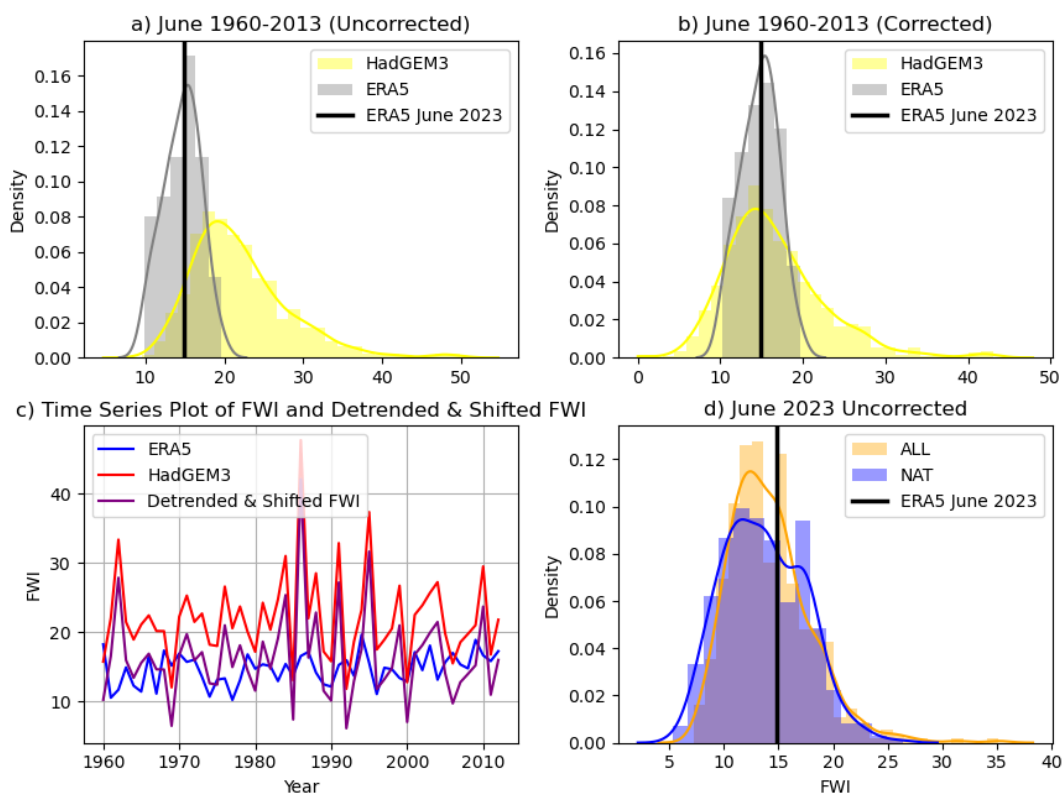 a) June 1960-2013 (Uncorrected)
HadGEM3
ERA5
ERA5 June 2023
Density
0.16
0.14
0.12
0.10
0.08
0.06
0.04
0.02
0.00
10 20 30 40 50
b) June 1960-2013 (Corrected)
HadGEM3
ERA5
ERA5 June 2023
Density
0.16
0.14
0.12
0.10
0.08
0.06
0.04
0.02
0.00
0 10 20 30 40 50
c) Time Series Plot of FWI and Detrended & Shifted FWI
ERA5
HadGEM3
Detrended & Shifted FWI
FWI
40
30
20
10
1960 1970 1980 1990 2000 2010
Year
d) June 2023 Uncorrected
ALL
NAT
ERA5 June 2023
Density
0.12
0.10
0.08
0.06
0.04
0.02
0.00
5 10 15 20 25 30 35 40
FWI